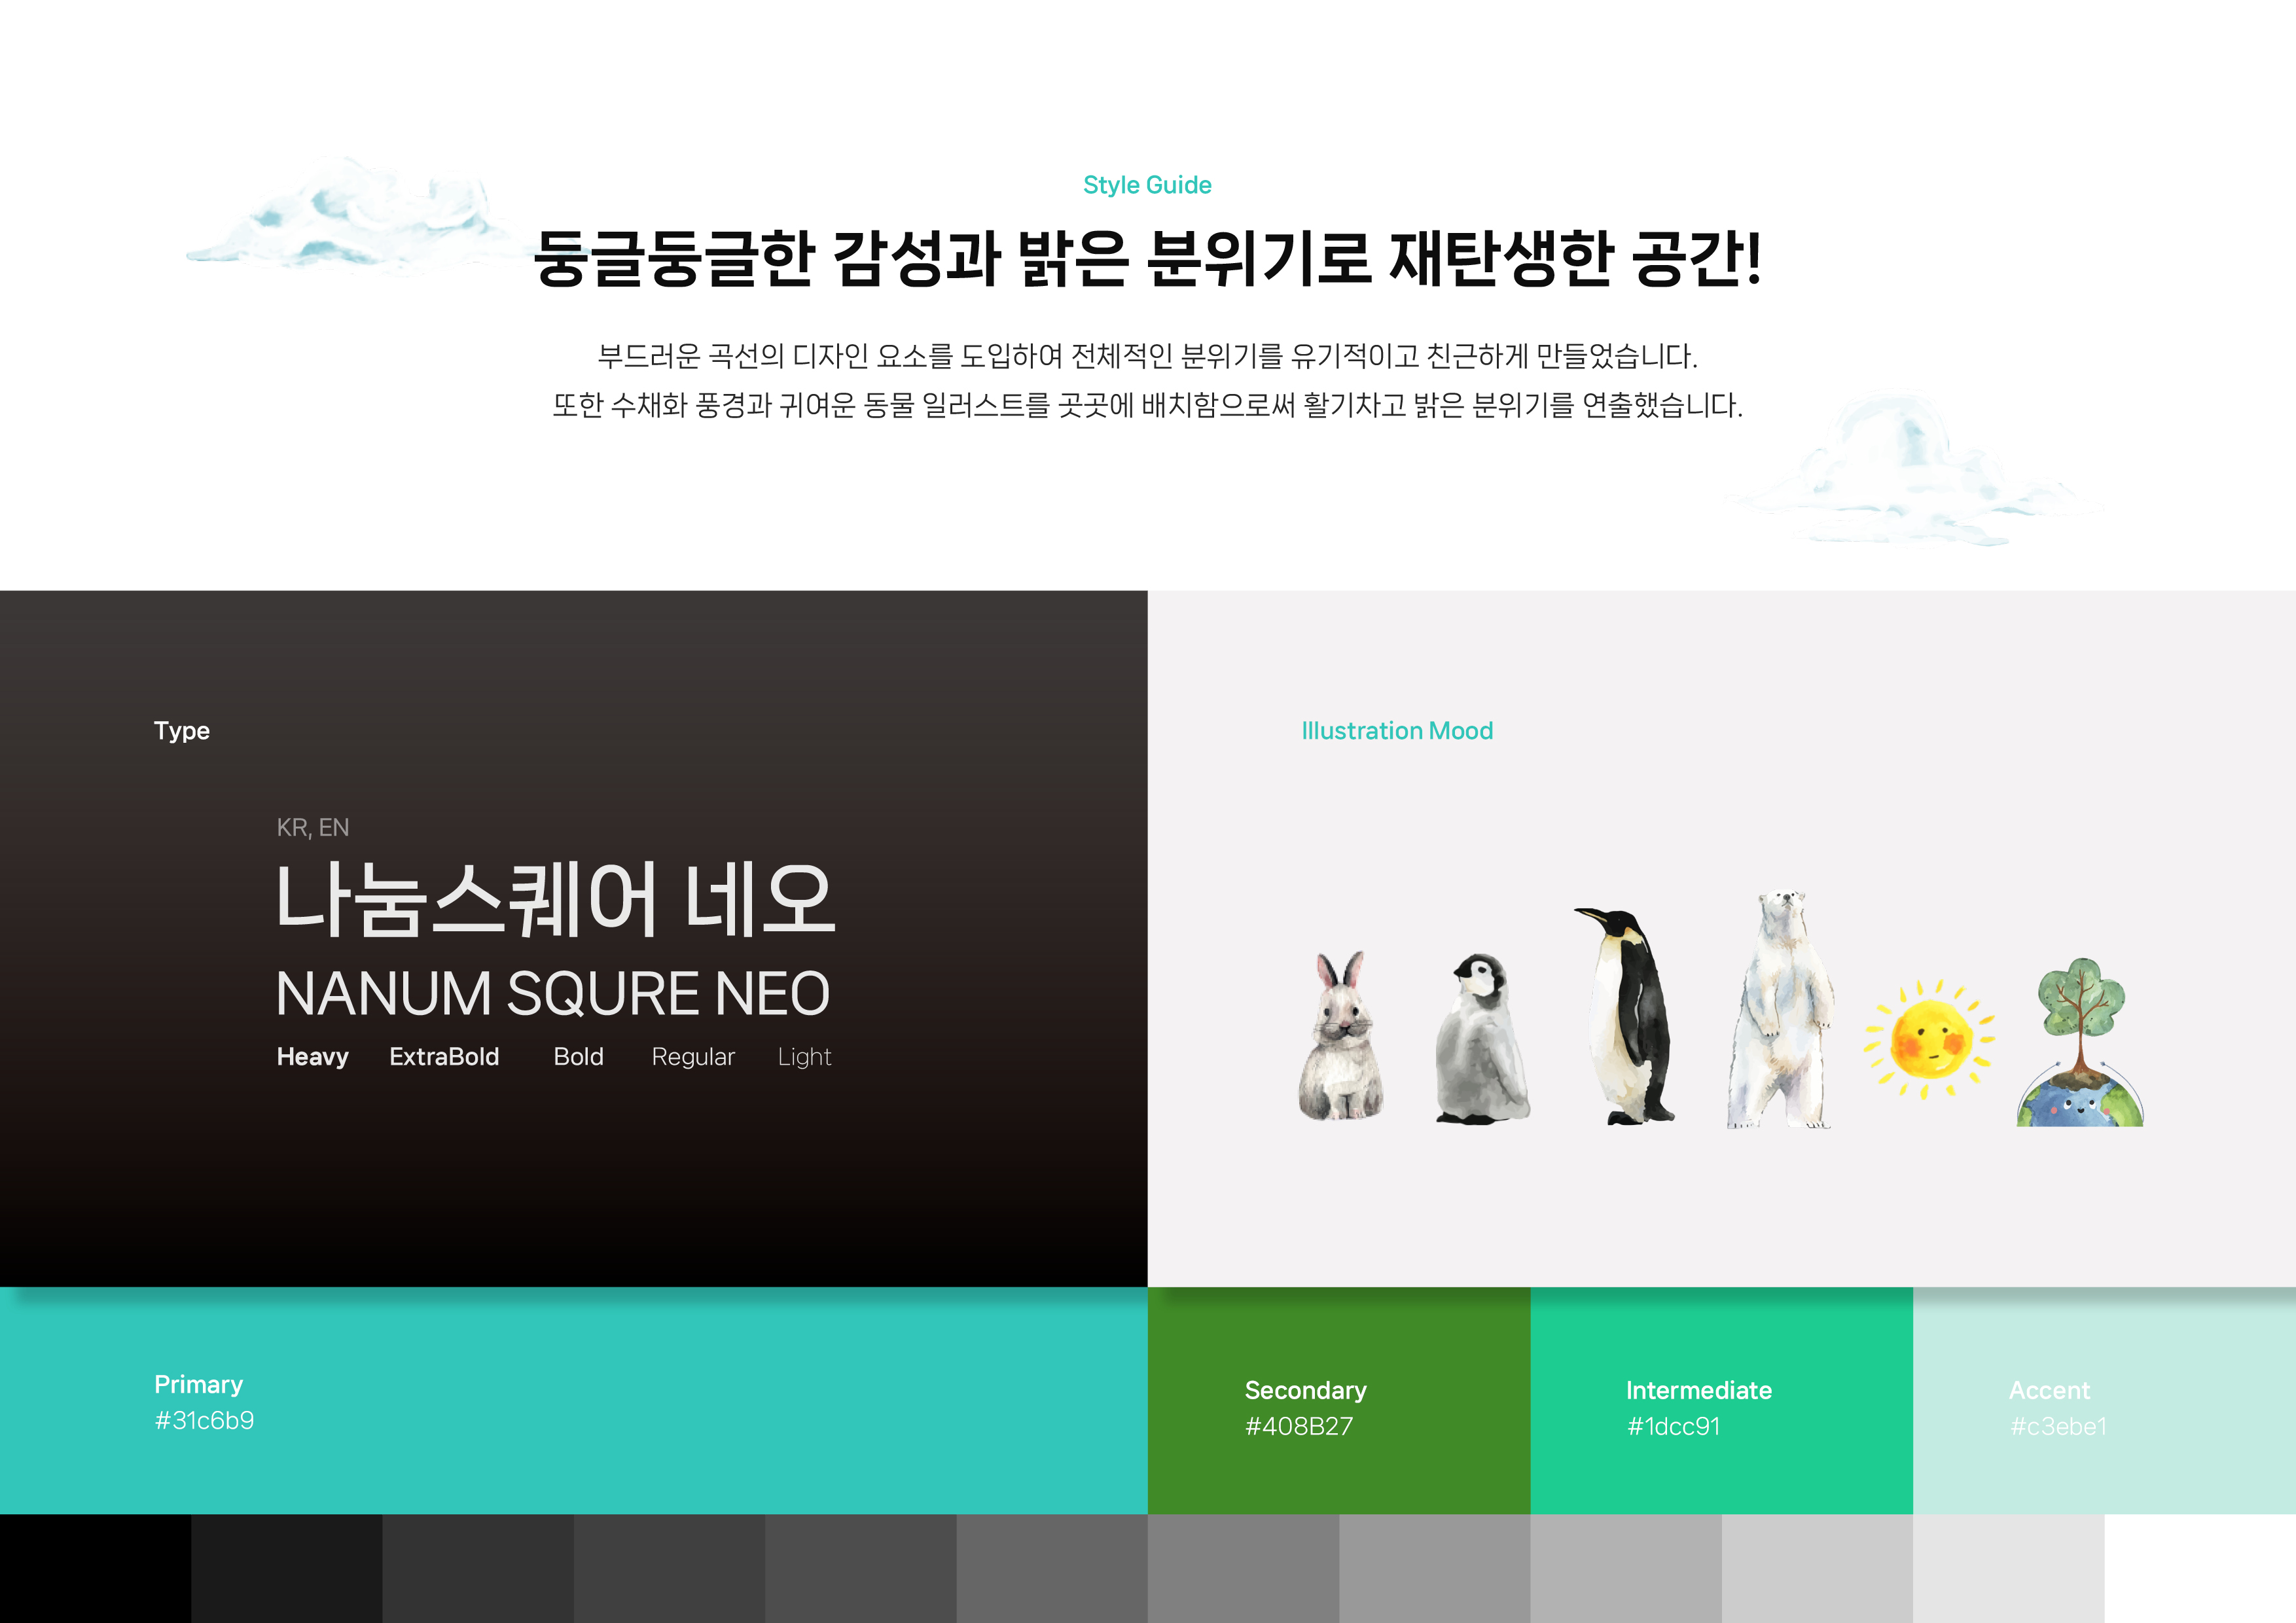 Style Guide
둥글둥글한 감성과 밝은 분위기로 재탄생한 공간!
부드러운 곡선의 디자인 요소를 도입하여 전체적인 분위기를 유기적이고 친근하게 만들었습니다.
또한 수채화 풍경과 귀여운 동물 일러스트를 곳곳에 배치함으로써 활기차고 밝은 분위기를 연출했습니다.
Type
KR, EN
나눔스퀘어 네오
NANUM SQURE NEO
Heavy ExtraBold Bold Regular Light
Illustration Mood
Primary
#31c6b9
Secondary
#408B27
Intermediate
#1dcc91
Accent
#c3ebe1